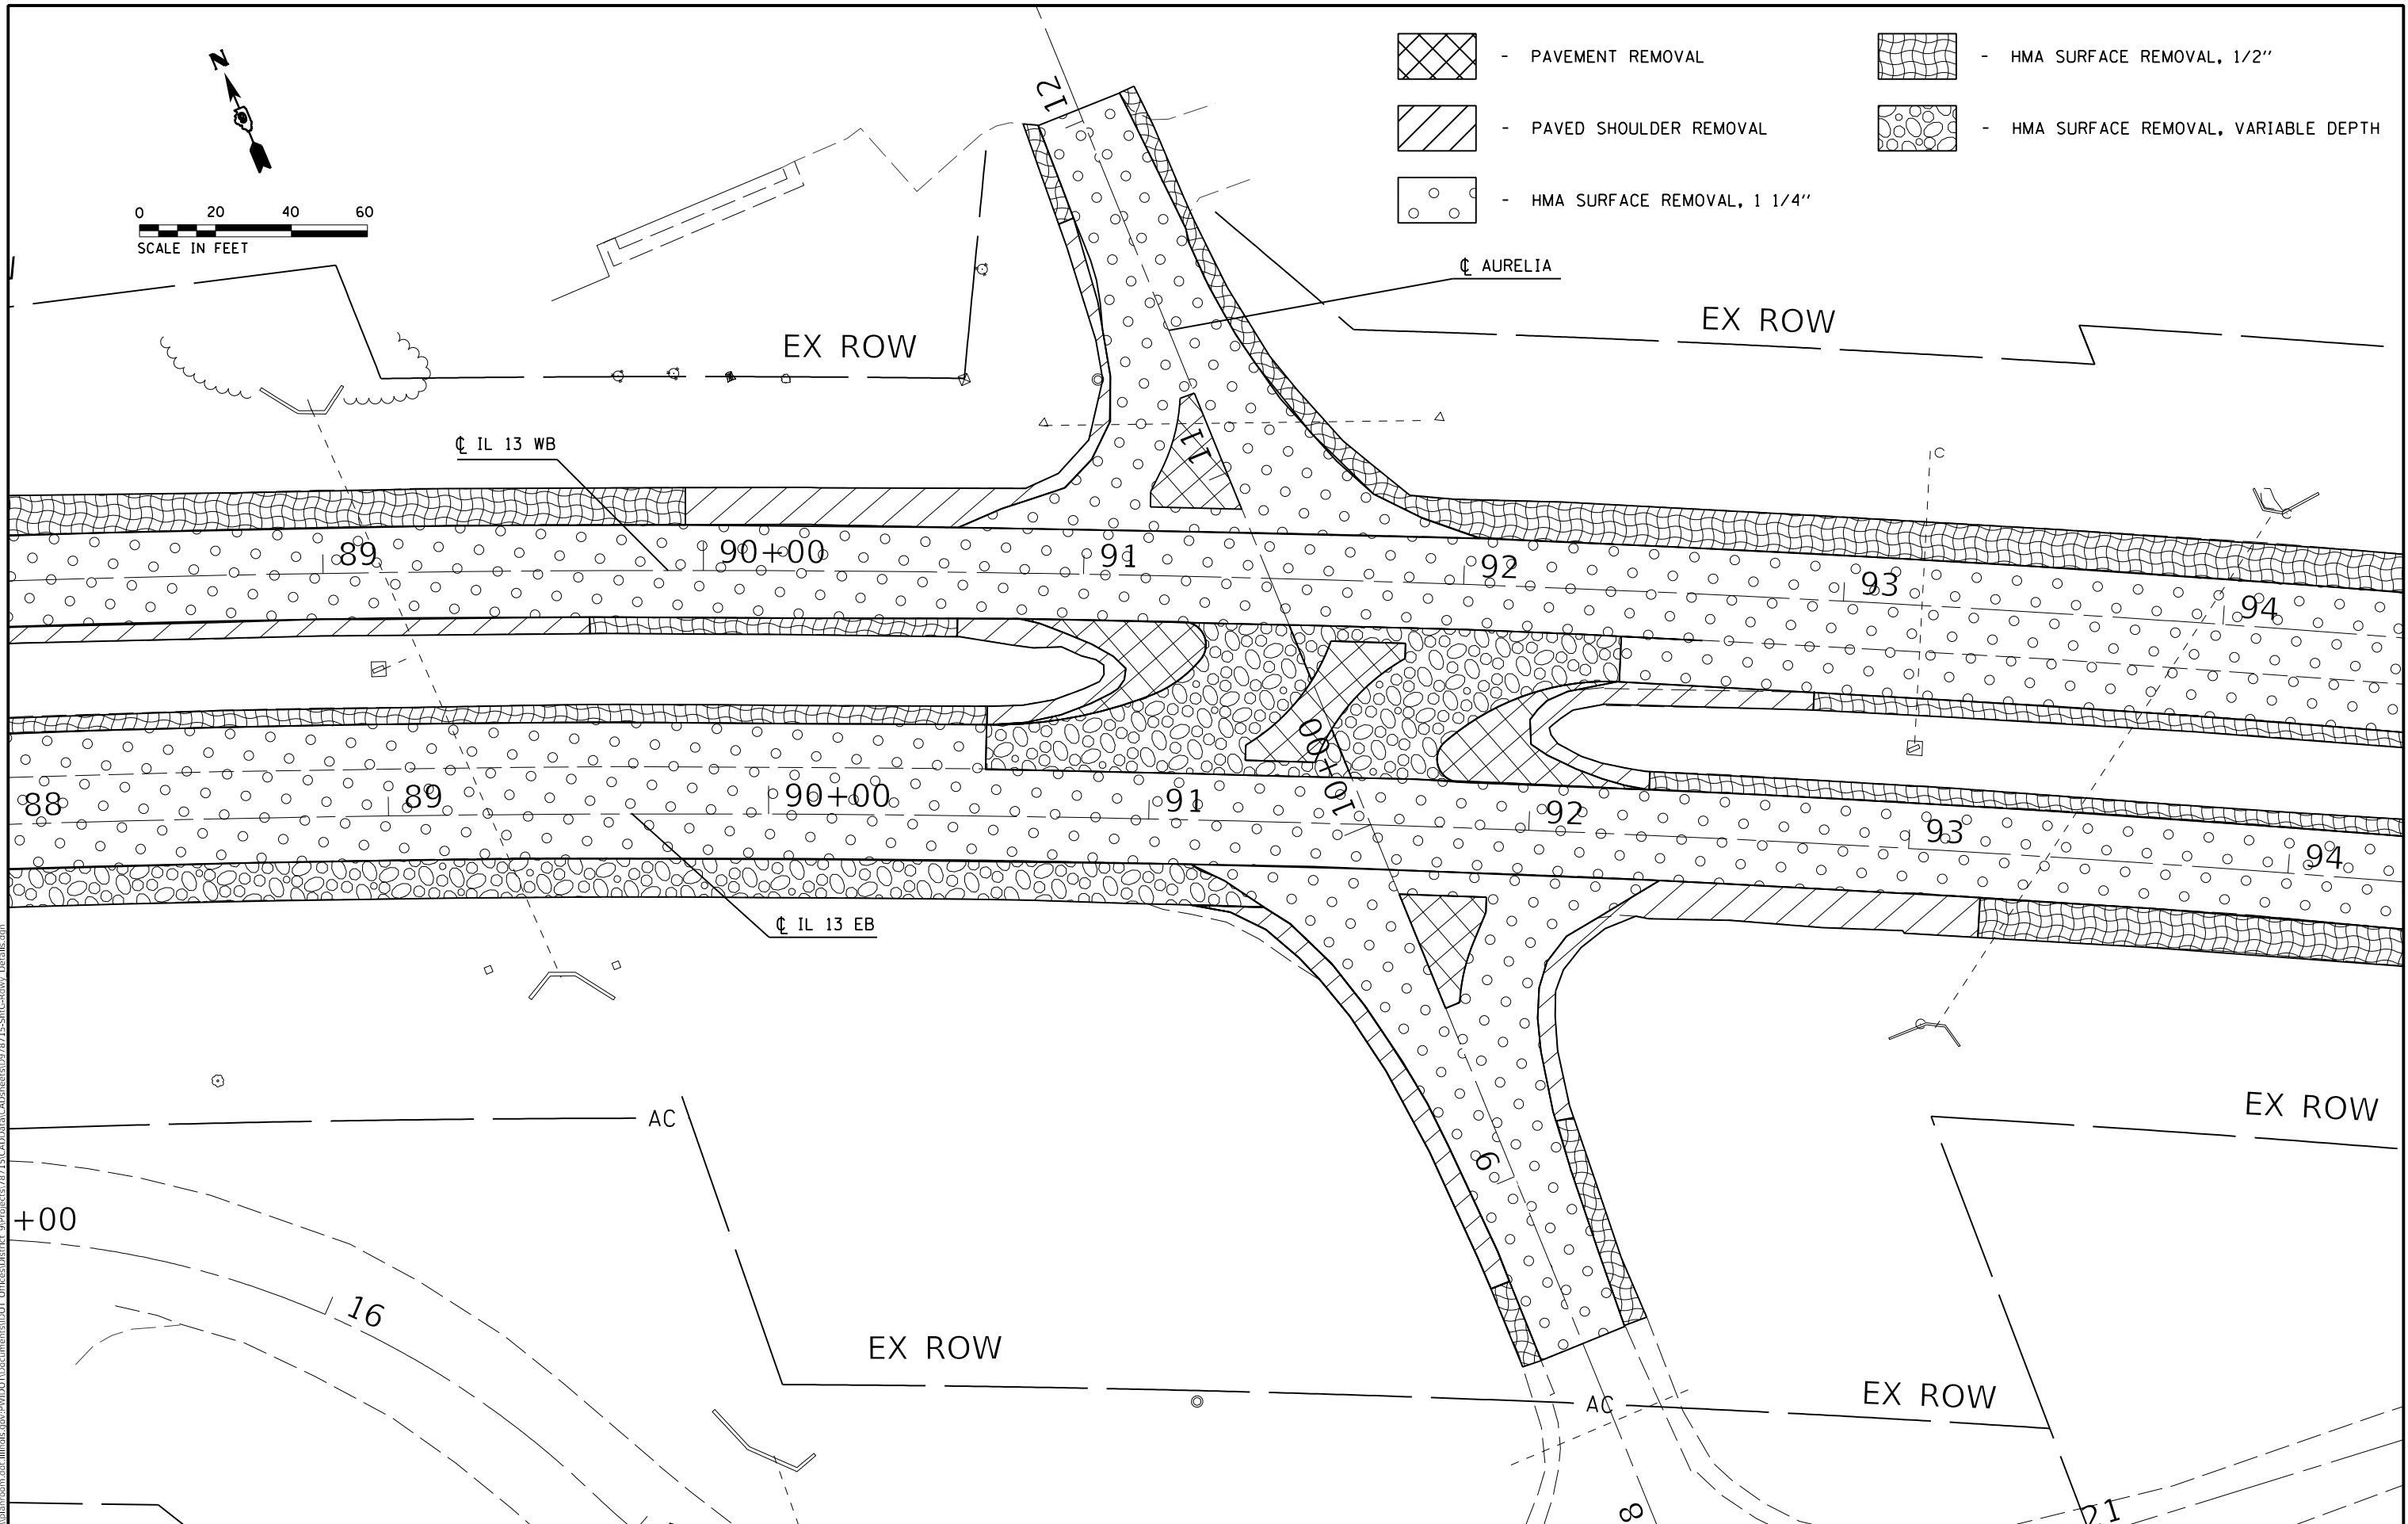 N
0 20 40 60
SCALE IN FEET
- PAVEMENT REMOVAL
- PAVED SHOULDER REMOVAL
- HMA SURFACE REMOVAL, 1 1/4"
- HMA SURFACE REMOVAL, 1/2"
- HMA SURFACE REMOVAL, VARIABLE DEPTH
12
℄ AURELIA
EX ROW
EX ROW
℄ IL 13 WB
11
C
C
89 90+00 91 92 93 94
10+00
88 89 90+00 91 92 93 94
℄ IL 13 EB
AC
EX ROW
9
+00
16
EX ROW
AC
EX ROW
8
21